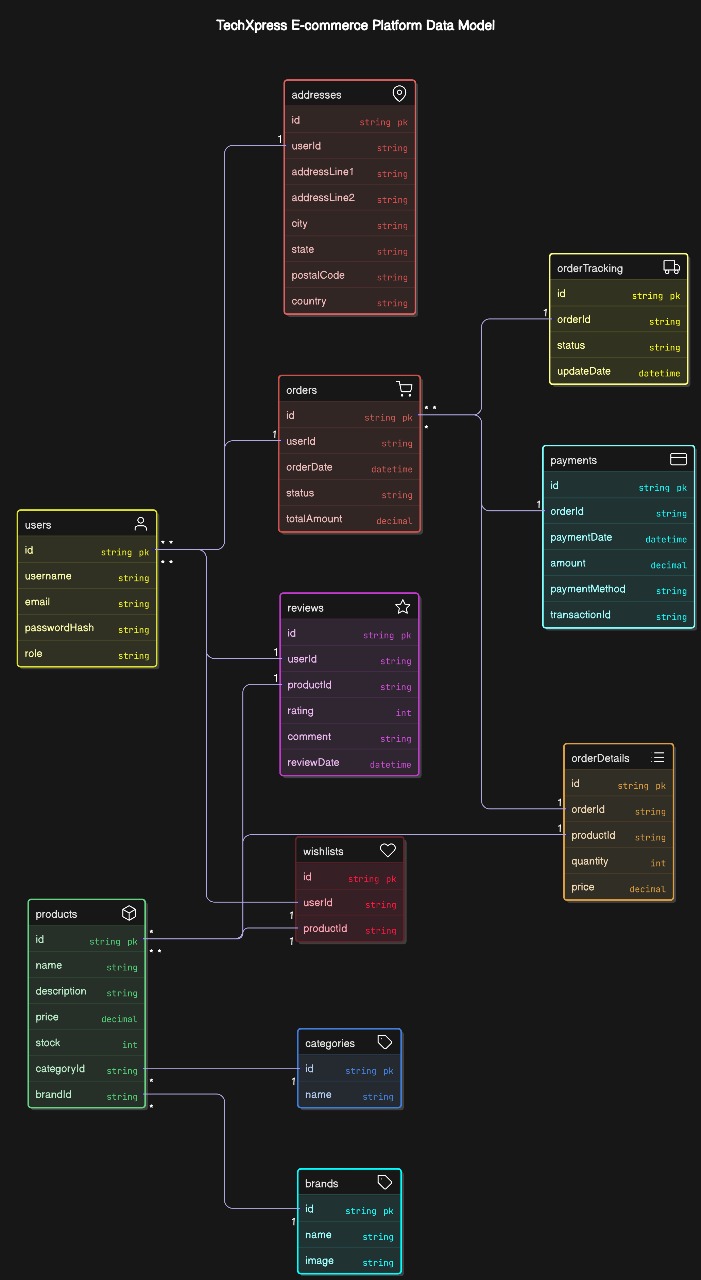 TechXpress E-commerce Platform Data Model
addresses
id string pk
1
userId string
addressLine1 string
addressLine2 string
city string
state string
postalCode string
country string
orderTracking
id string pk
1
orderId string
status string
updateDate datetime
orders
id string pk
* *
*
1
userId string
orderDate datetime
status string
totalAmount decimal
payments
id string pk
1
orderId string
paymentDate datetime
amount decimal
paymentMethod string
transactionId string
users
id string pk
* *
* *
username string
email string
passwordHash string
role string
reviews
id string pk
1
userId string
1
productId string
rating int
comment string
reviewDate datetime
orderDetails
id string pk
1
orderId string
1
productId string
quantity int
price decimal
wishlists
id string pk
userId string
1
productId string
1
products
*
id string pk
* *
name string
description string
price decimal
stock int
categoryId string
*
brandId string
*
categories
id string pk
1
name string
brands
id string pk
1
name string
image string